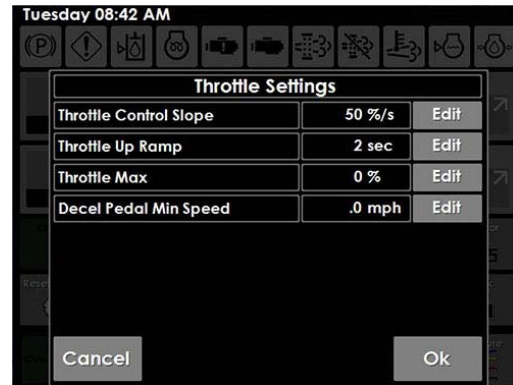 Tuesday 08:42 AM
Throttle Settings
Throttle Control Slope 50 %/s Edit
Throttle Up Ramp 2 sec Edit
Throttle Max 0 % Edit
Decel Pedal Min Speed .0 mph Edit
Cancel Ok